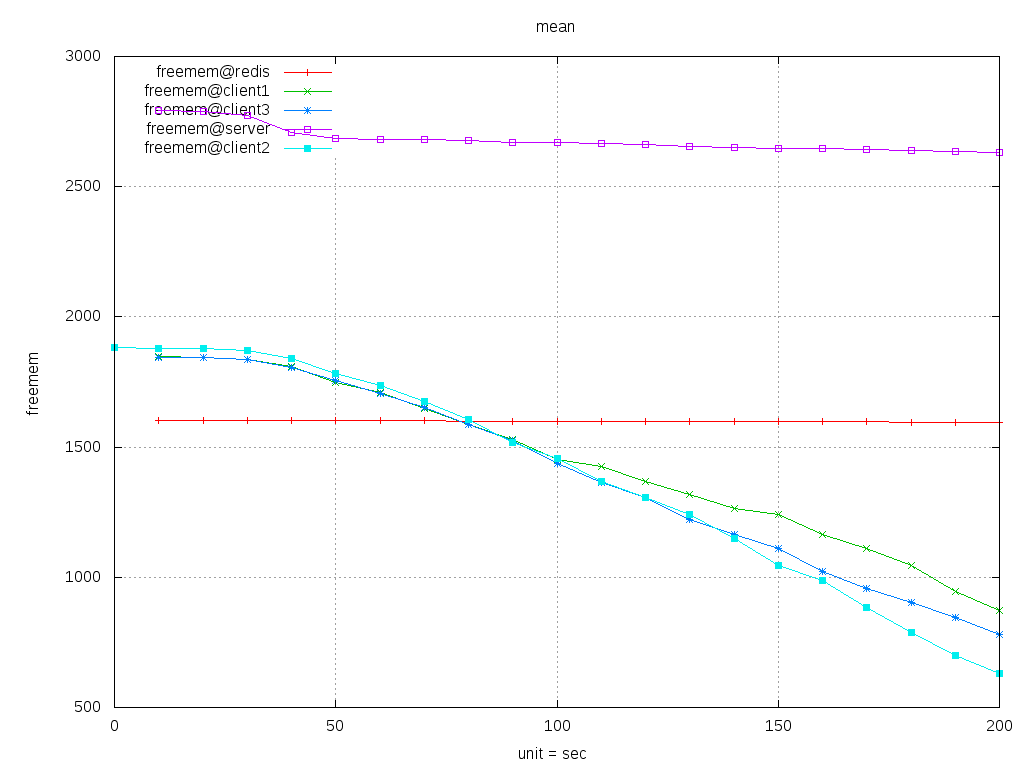 mean
3000
2500
2000
1500
1000
500
freemem
freemem@redis
freemem@client1
freemem@client3
freemem@server
freemem@client2
0 50 100 150 200
unit = sec